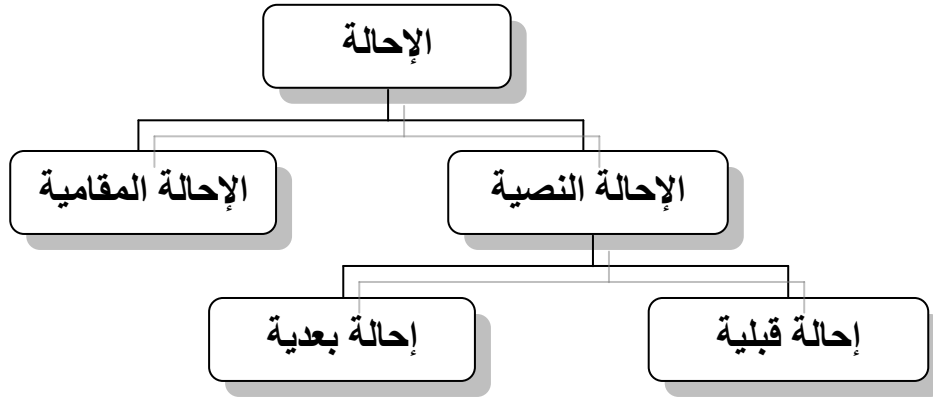 الإحالة
الإحالة النصية
الإحالة المقامية
إحالة قبلية
إحالة بعدية